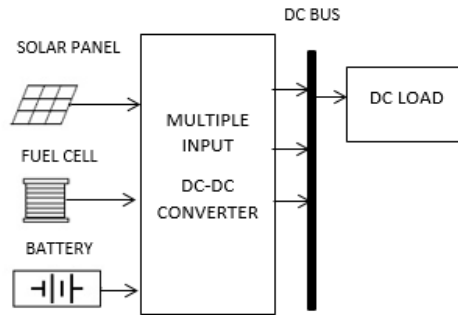 DC BUS
SOLAR PANEL
DC LOAD
MULTIPLE
INPUT
DC-DC
CONVERTER
FUEL CELL
BATTERY